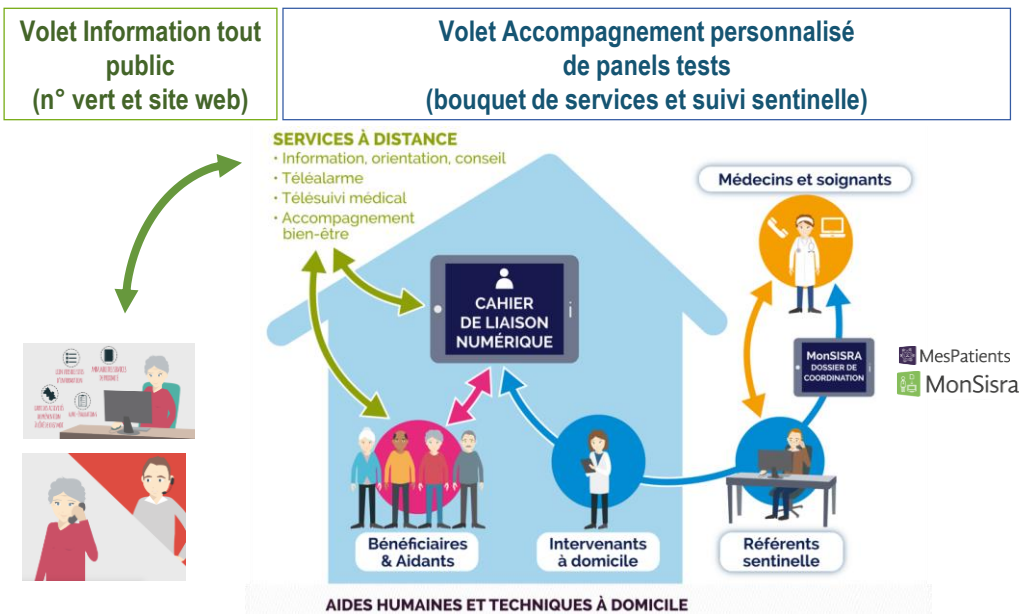 Volet Information tout
public
(n° vert et site web)
Volet Accompagnement personnalisé
de panels tests
(bouquet de services et suivi sentinelle)
SERVICES À DISTANCE
• Information, orientation, conseil
• Téléalarme
• Télésuivi médical
• Accompagnement
bien-être
Médecins et soignants
CAHIER
DE LIAISON
NUMÉRIQUE
MonSISRA
DOSSIER DE
COORDINATION
MesPatients
MonSisra
Bénéficiaires
& Aidants
Intervenants
à domicile
Référents
sentinelle
AIDES HUMAINES ET TECHNIQUES À DOMICILE